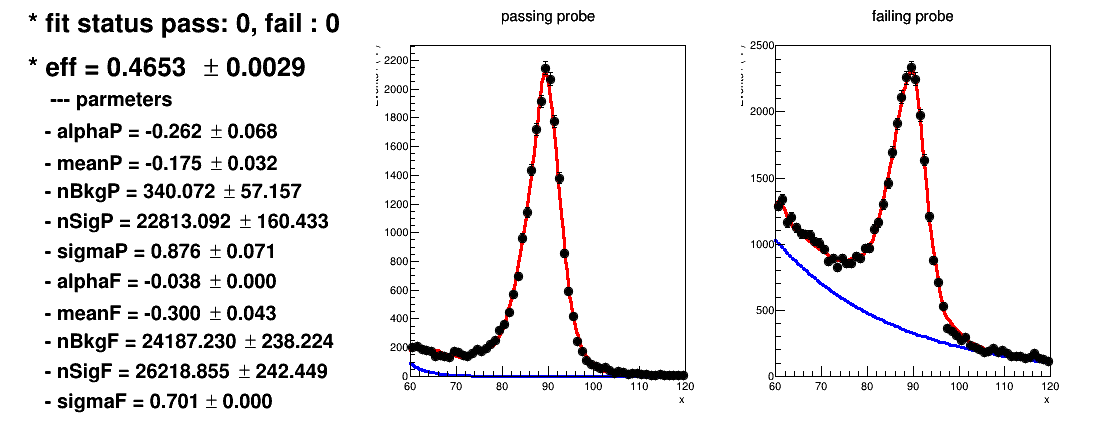 * fit status pass: 0, fail : 0
* eff = 0.4653 ± 0.0029
--- parmeters
- alphaP = -0.262 ± 0.068
- meanP = -0.175 ± 0.032
- nBkgP = 340.072 ± 57.157
- nSigP = 22813.092 ± 160.433
- sigmaP = 0.876 ± 0.071
- alphaF = -0.038 ± 0.000
- meanF = -0.300 ± 0.043
- nBkgF = 24187.230 ± 238.224
- nSigF = 26218.855 ± 242.449
- sigmaF = 0.701 ± 0.000
passing probe
2200
2000
1800
1600
1400
1200
1000
800
600
400
200
0
60 70 80 90 100 110 120
x
failing probe
2500
2000
1500
1000
500
0
60 70 80 90 100 110 120
x